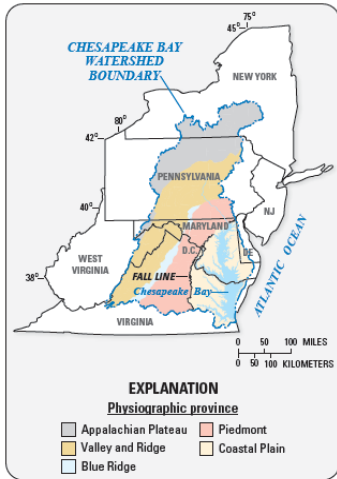 75°
45°
CHESAPEAKE BAY
WATERSHED
BOUNDARY
NEW YORK
80°
42°
PENNSYLVANIA
40°
NJ
MARYLAND
D.C.
DE
WEST
VIRGINIA
FALL LINE
38°
Chesapeake Bay
ATLANTIC OCEAN
VIRGINIA
0 50 100 MILES
0 50 100 KILOMETERS
EXPLANATION
Physiographic province
Appalachian Plateau
Piedmont
Valley and Ridge
Coastal Plain
Blue Ridge